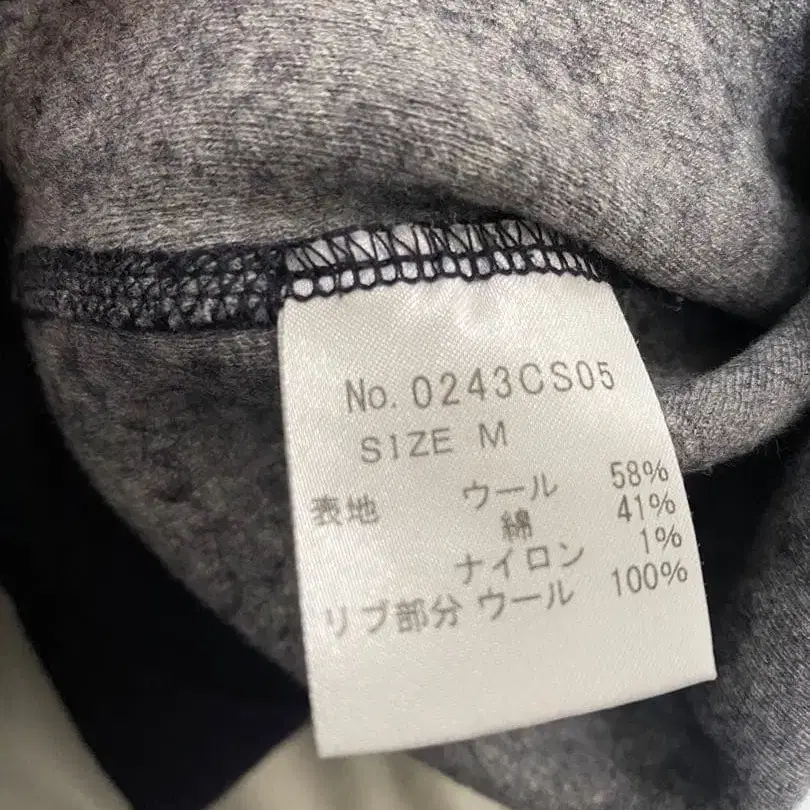 No. 0243CS05
SIZE M
表地 ウール 58%
綿 41%
ナイロン 1%
リブ部分 ウール 100%